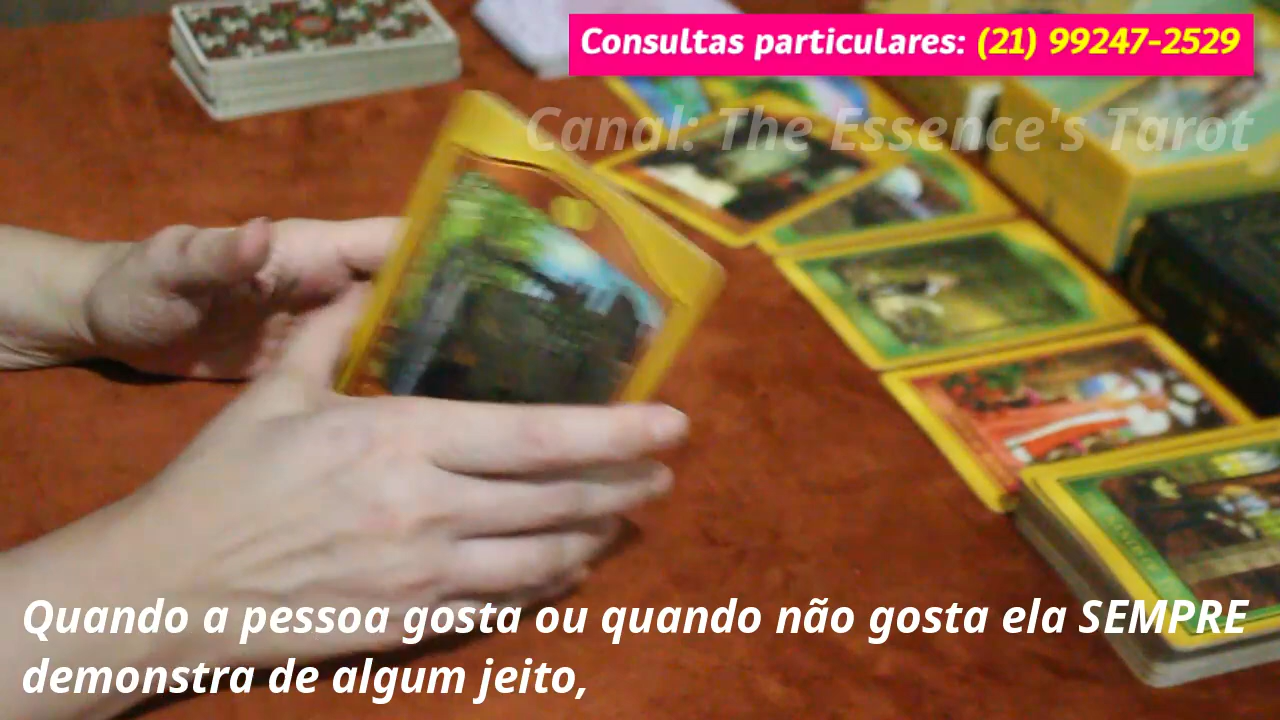 Consultas particulares: (21) 99247-2529
Canal: The Essence's Tarot
Quando a pessoa gosta ou quando não gosta ela SEMPRE
demonstra de algum jeito,